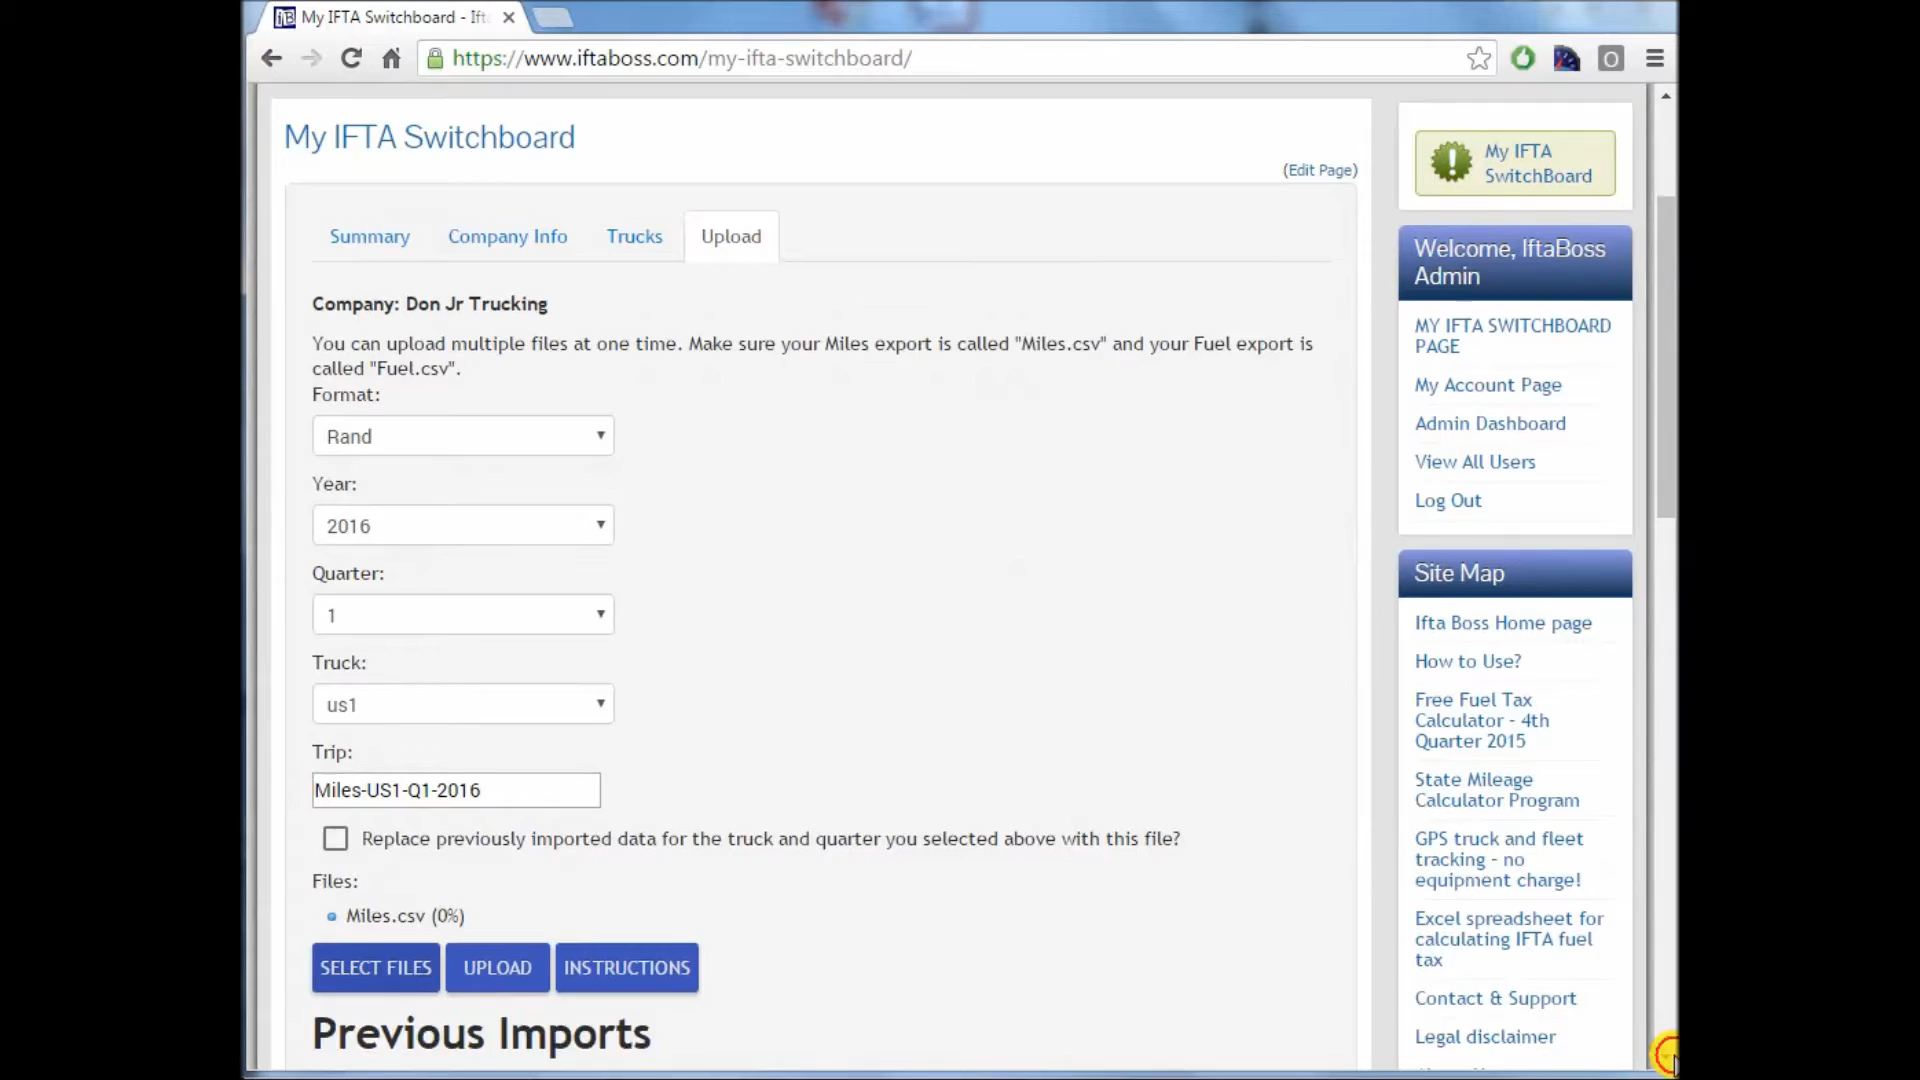 My IFTA Switchboard - Ift
https://www.iftaboss.com/my-ifta-switchboard/
My IFTA Switchboard
(Edit Page)
Summary
Company Info
Trucks
Upload
Company: Don Jr Trucking
You can upload multiple files at one time. Make sure your Miles export is called "Miles.csv" and your Fuel export is
called "Fuel.csv".
Format:
Rand
Year:
2016
Quarter:
1
Truck:
us1
Trip:
Miles-US1-Q1-2016
Replace previously imported data for the truck and quarter you selected above with this file?
Files:
Miles.csv (0%)
SELECT FILES
UPLOAD
INSTRUCTIONS
Previous Imports
My IFTA
SwitchBoard
Welcome, IftaBoss
Admin
MY IFTA SWITCHBOARD
PAGE
My Account Page
Admin Dashboard
View All Users
Log Out
Site Map
Ifta Boss Home page
How to Use?
Free Fuel Tax
Calculator - 4th
Quarter 2015
State Mileage
Calculator Program
GPS truck and fleet
tracking - no
equipment charge!
Excel spreadsheet for
calculating IFTA fuel
tax
Contact & Support
Legal disclaimer